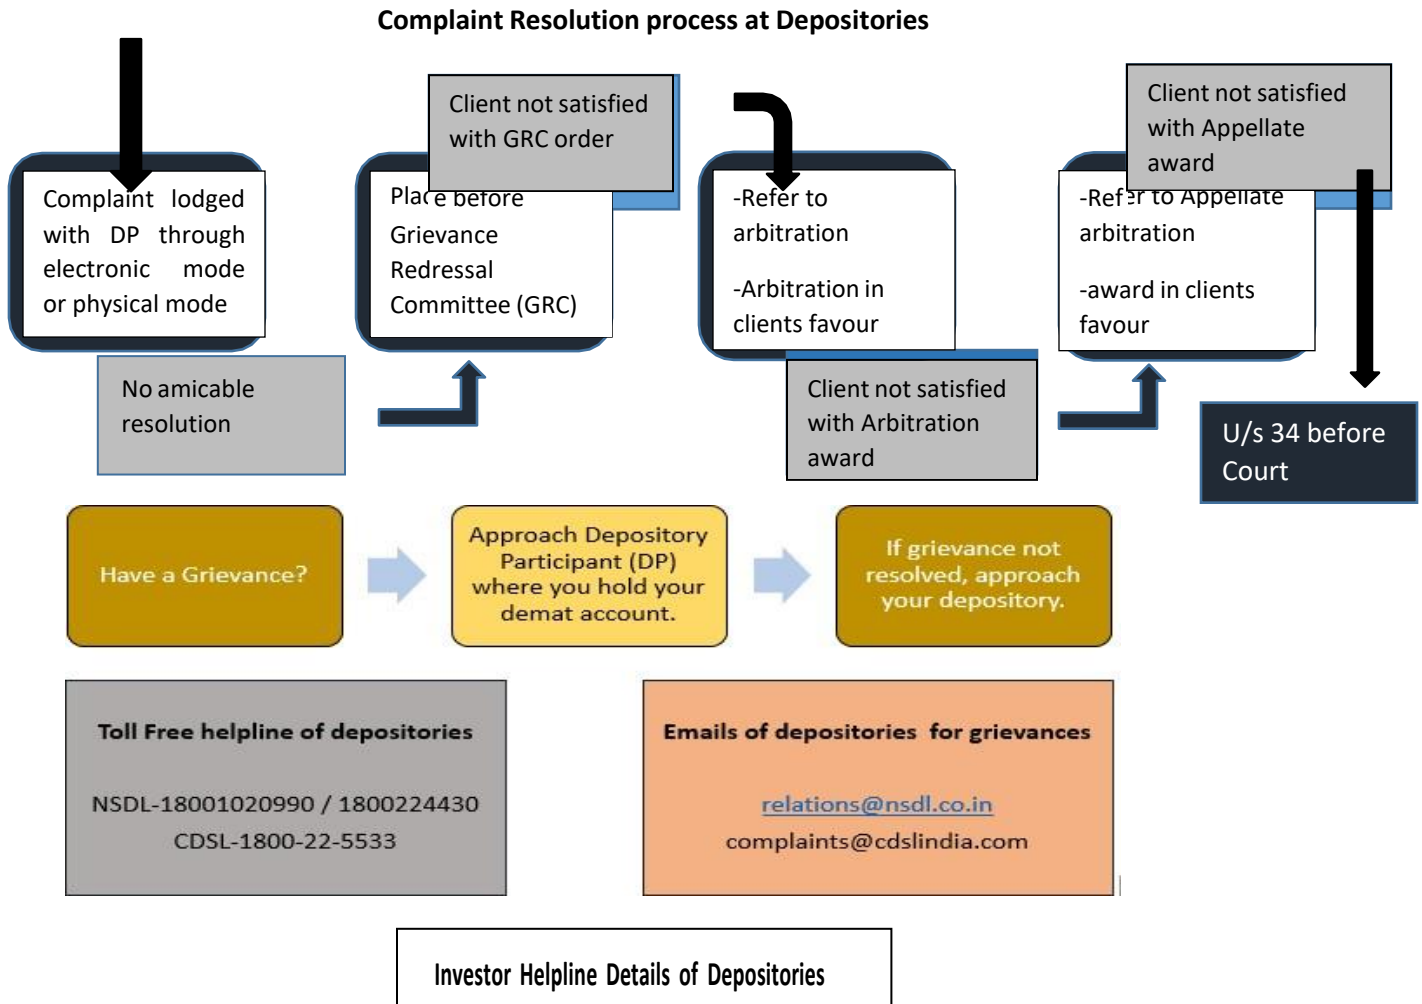 Complaint Resolution process at Depositories
Complaint lodged
with DP through
electronic mode
or physical mode
No amicable
resolution
Place before
Grievance
Redressal
Committee (GRC)
Client not satisfied
with GRC order
-Refer to
arbitration
-Arbitration in
clients favour
Client not satisfied
with Arbitration
award
-Refer to Appellate
arbitration
-award in clients
favour
Client not satisfied
with Appellate
award
U/s 34 before
Court
Have a Grievance?
Approach Depository
Participant (DP)
where you hold your
demat account.
If grievance not
resolved, approach
your depository.
Toll Free helpline of depositories
NSDL-18001020990 / 1800224430
CDSL-1800-22-5533
Emails of depositories for grievances
relations@nsdl.co.in
complaints@cdslindia.com
Investor Helpline Details of Depositories